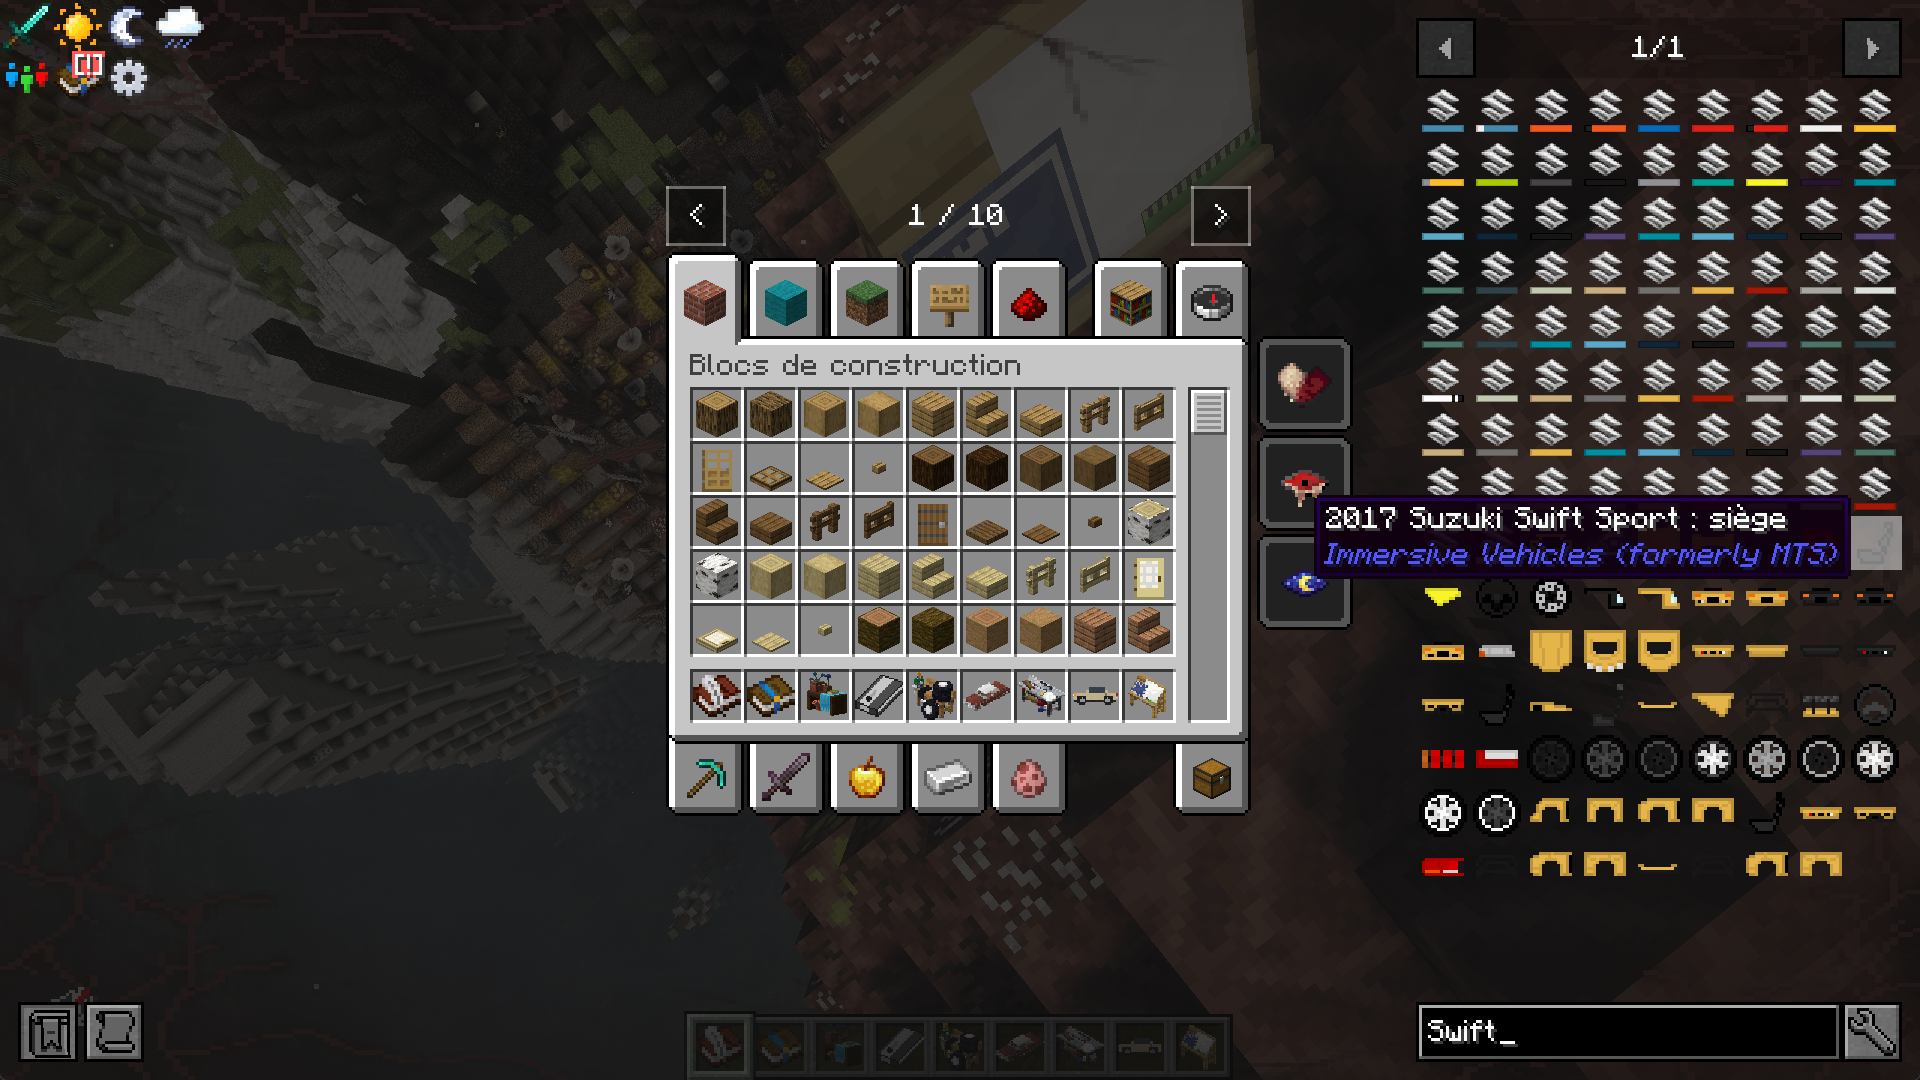 1/1
1 / 10
Blocs de construction
2017 Suzuki Swift Sport : siège
Immersive Vehicles (formerly MTS)
Swift_